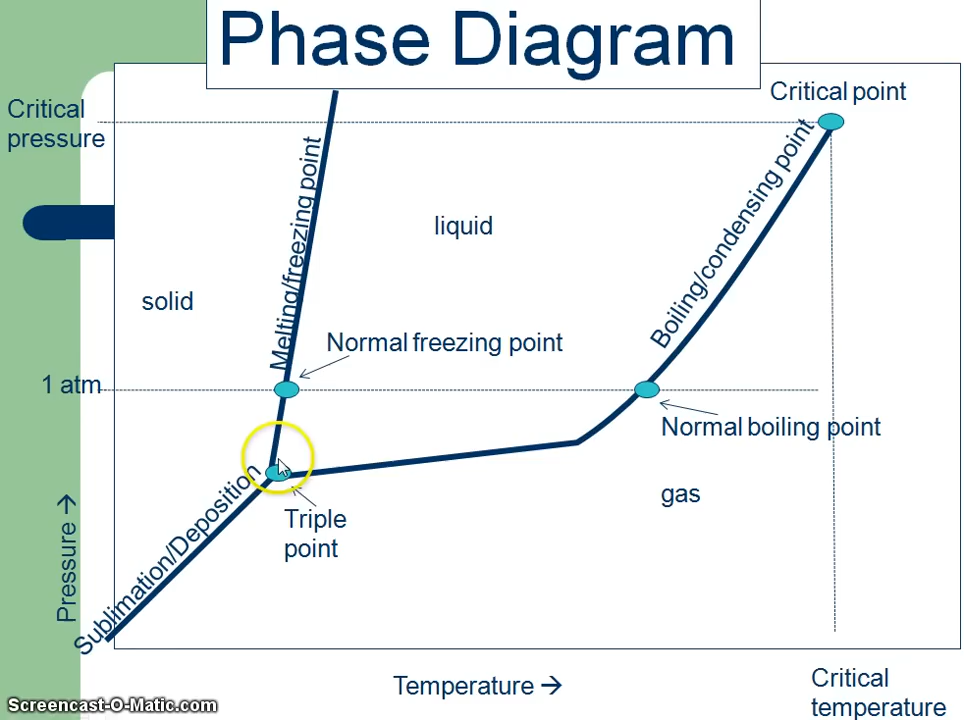 Phase Diagram
Critical point
Critical
pressure
Melting/freezing point
Boiling/condensing point
liquid
solid
Normal freezing point
1 atm
Normal boiling point
Sublimation/Deposition
gas
Triple
point
Pressure →
Temperature →
Critical
temperature
Screencast-O-Matic.com